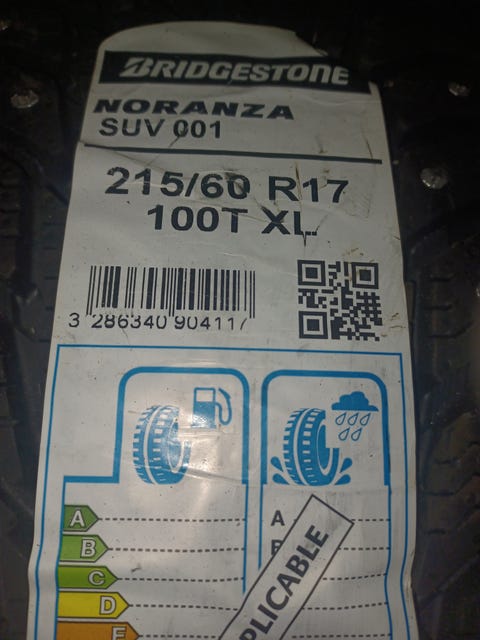 BRIDGESTONE
NORANZA
SUV 001
215/60 R17
100T XL
3 286340 904117
A
B
C
D
E
A
PLICABLE